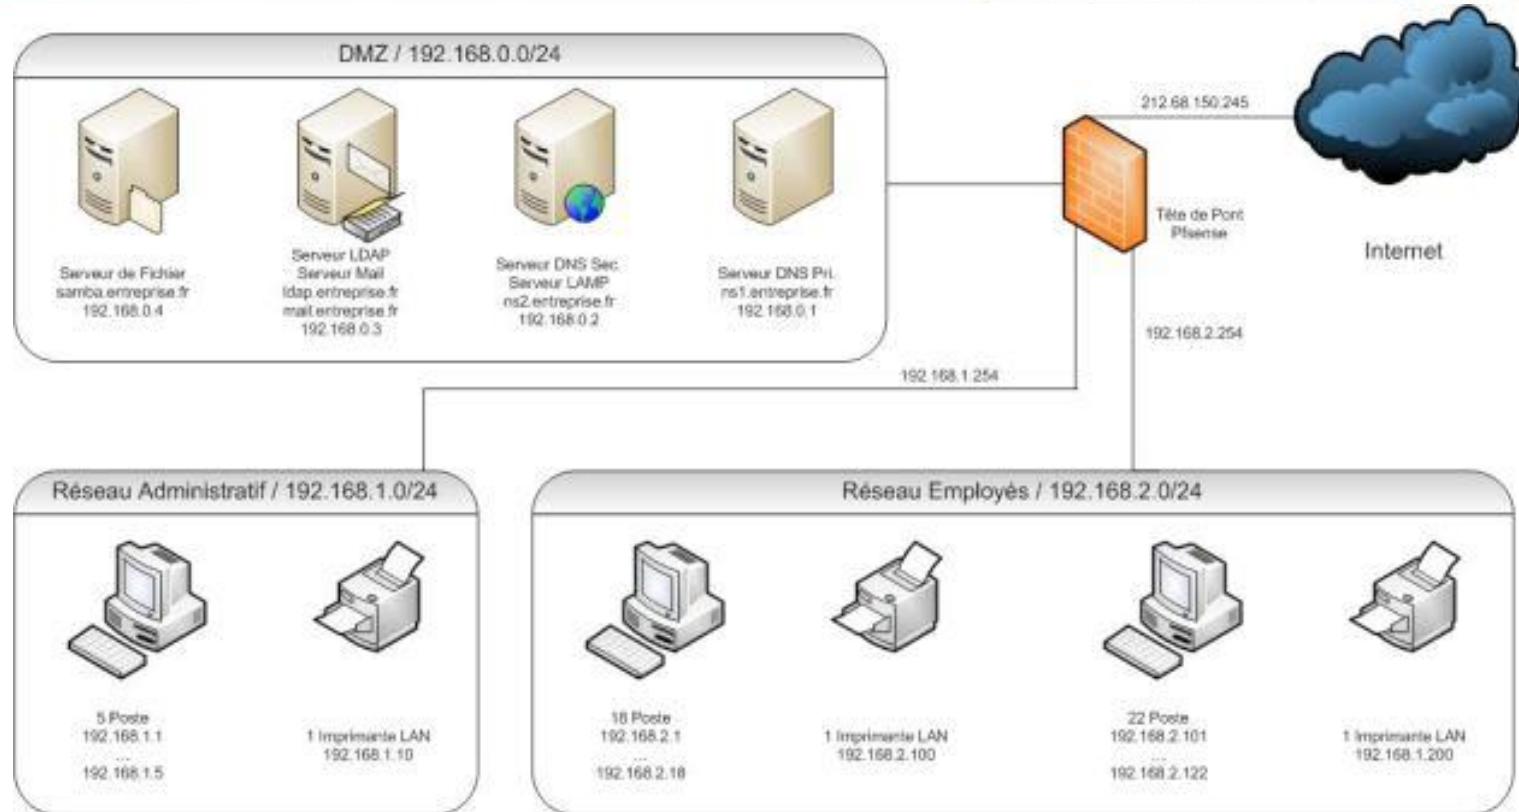 DMZ / 192.168.0.0/24
Serveur de Fichier
samba.entreprise.fr
192.168.0.4
Serveur LDAP
Serveur Mail
ldap.entreprise.fr
mail.entreprise.fr
192.168.0.3
Serveur DNS Sec.
Serveur LAMP
ns2.entreprise.fr
192.168.0.2
Serveur DNS Pri.
ns1.entreprise.fr
192.168.0.1
212.68.150.245
Tête de Pont
Pfsense
Internet
192.168.2.254
192.168.1.254
Réseau Administratif / 192.168.1.0/24
5 Poste
192.168.1.1
...
192.168.1.5
1 Imprimante LAN
192.168.1.10
Réseau Employés / 192.168.2.0/24
18 Poste
192.168.2.1
...
192.168.2.18
1 Imprimante LAN
192.168.2.100
22 Poste
192.168.2.101
...
192.168.2.122
1 Imprimante LAN
192.168.1.200